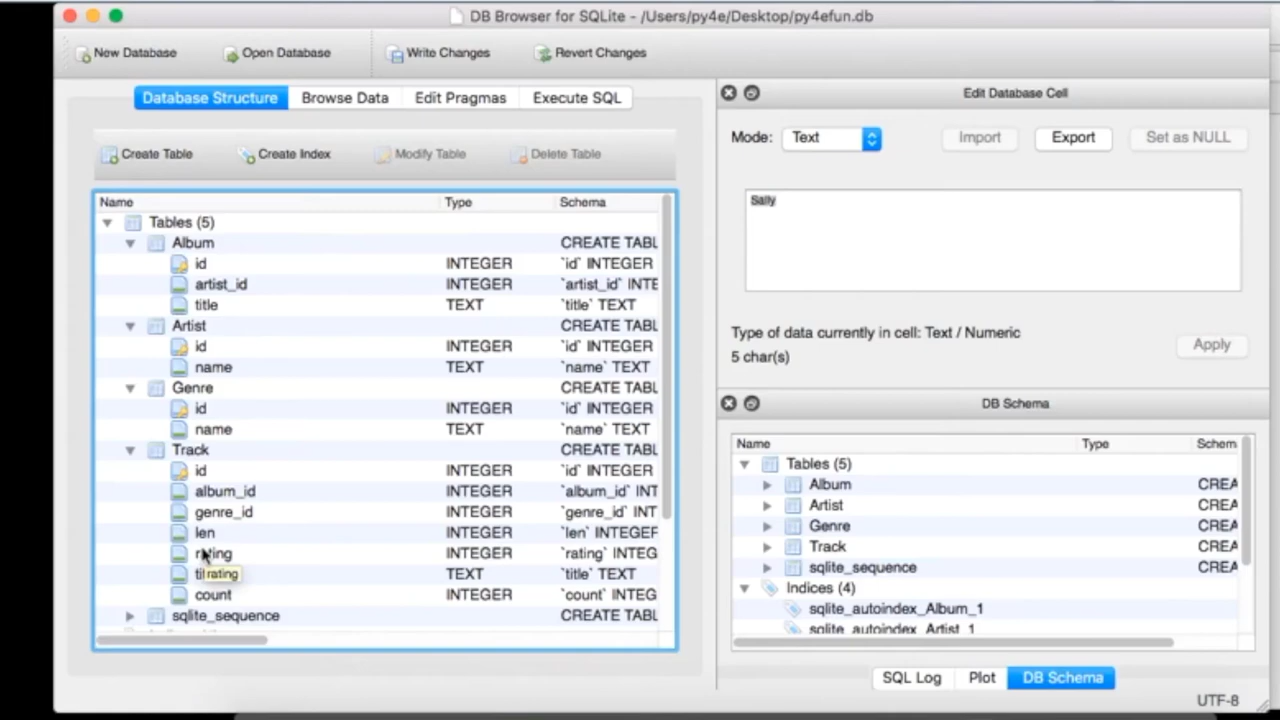 DB Browser for SQLite - /Users/py4e/Desktop/py4efun.db
New Database Open Database Write Changes Revert Changes
Database Structure Browse Data Edit Pragmas Execute SQL
Create Table Create Index Modify Table Delete Table
Name Type Schema
Tables (5)
Album CREATE TABL
id INTEGER `id` INTEGER
artist_id INTEGER `artist_id` INTE
title TEXT `title` TEXT
Artist CREATE TABL
id INTEGER `id` INTEGER
name TEXT `name` TEXT
Genre CREATE TABL
id INTEGER `id` INTEGER
name TEXT `name` TEXT
Track CREATE TABL
id INTEGER `id` INTEGER
album_id INTEGER `album_id` INT
genre_id INTEGER `genre_id` INT
len INTEGER `len` INTEGER
rating INTEGER `rating` INTEG
rating TEXT `title` TEXT
count INTEGER `count` INTEG
sqlite_sequence CREATE TABL
Edit Database Cell
Mode: Text Import Export Set as NULL
Sally
Type of data currently in cell: Text / Numeric
5 char(s)
Apply
DB Schema
Name Type Schem
Tables (5)
Album CREA
Artist CREA
Genre CREA
Track CREA
sqlite_sequence CREA
Indices (4)
sqlite_autoindex_Album_1
sqlite_autoindex_Artist_1
SQL Log Plot DB Schema
UTF-8